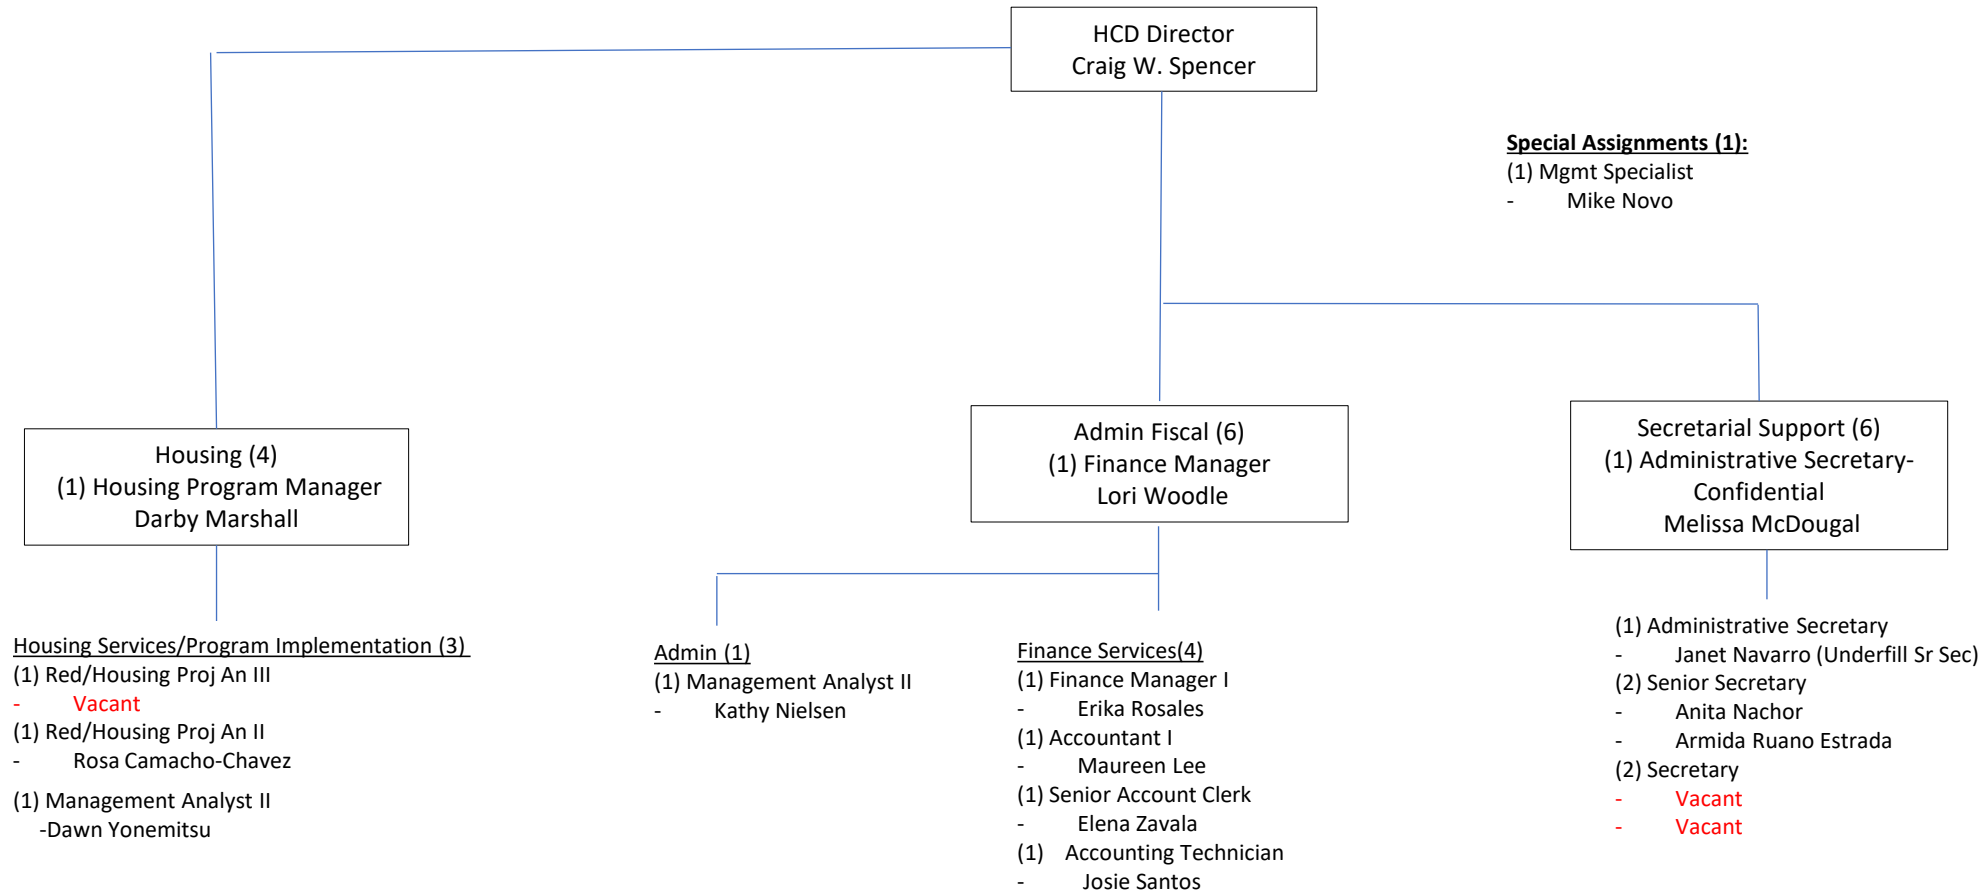 HCD Director
Craig W. Spencer
Special Assignments (1):
(1) Mgmt Specialist
- Mike Novo
Housing (4)
(1) Housing Program Manager
Darby Marshall
Admin Fiscal (6)
(1) Finance Manager
Lori Woodle
Secretarial Support (6)
(1) Administrative Secretary-
Confidential
Melissa McDougal
Housing Services/Program Implementation (3)
(1) Red/Housing Proj An III
- Vacant
(1) Red/Housing Proj An II
- Rosa Camacho-Chavez
(1) Management Analyst II
-Dawn Yonemitsu
Admin (1)
(1) Management Analyst II
- Kathy Nielsen
Finance Services(4)
(1) Finance Manager I
- Erika Rosales
(1) Accountant I
- Maureen Lee
(1) Senior Account Clerk
- Elena Zavala
(1) Accounting Technician
- Josie Santos
(1) Administrative Secretary
- Janet Navarro (Underfill Sr Sec)
(2) Senior Secretary
- Anita Nachor
- Armida Ruano Estrada
(2) Secretary
- Vacant
- Vacant